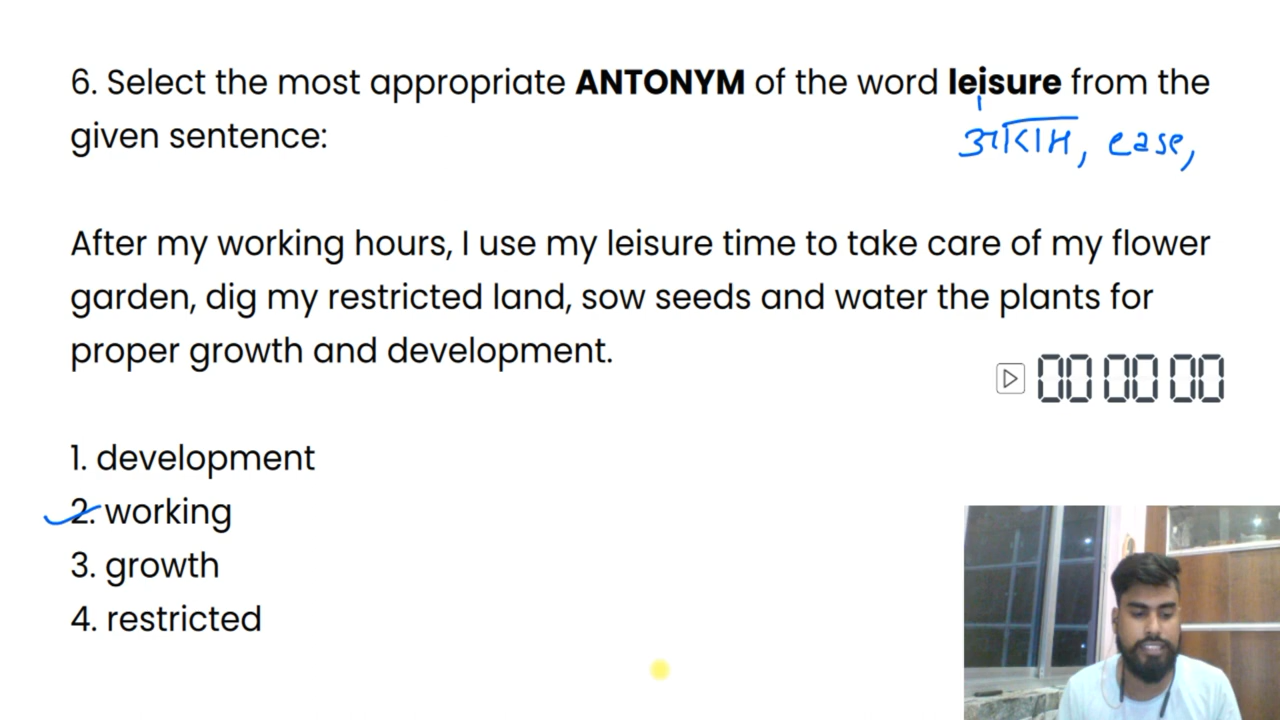 6. Select the most appropriate ANTONYM of the word leisure from the
given sentence:
आराम, ease,
After my working hours, I use my leisure time to take care of my flower
garden, dig my restricted land, sow seeds and water the plants for
proper growth and development.
00 00 00
1. development
2. working
3. growth
4. restricted